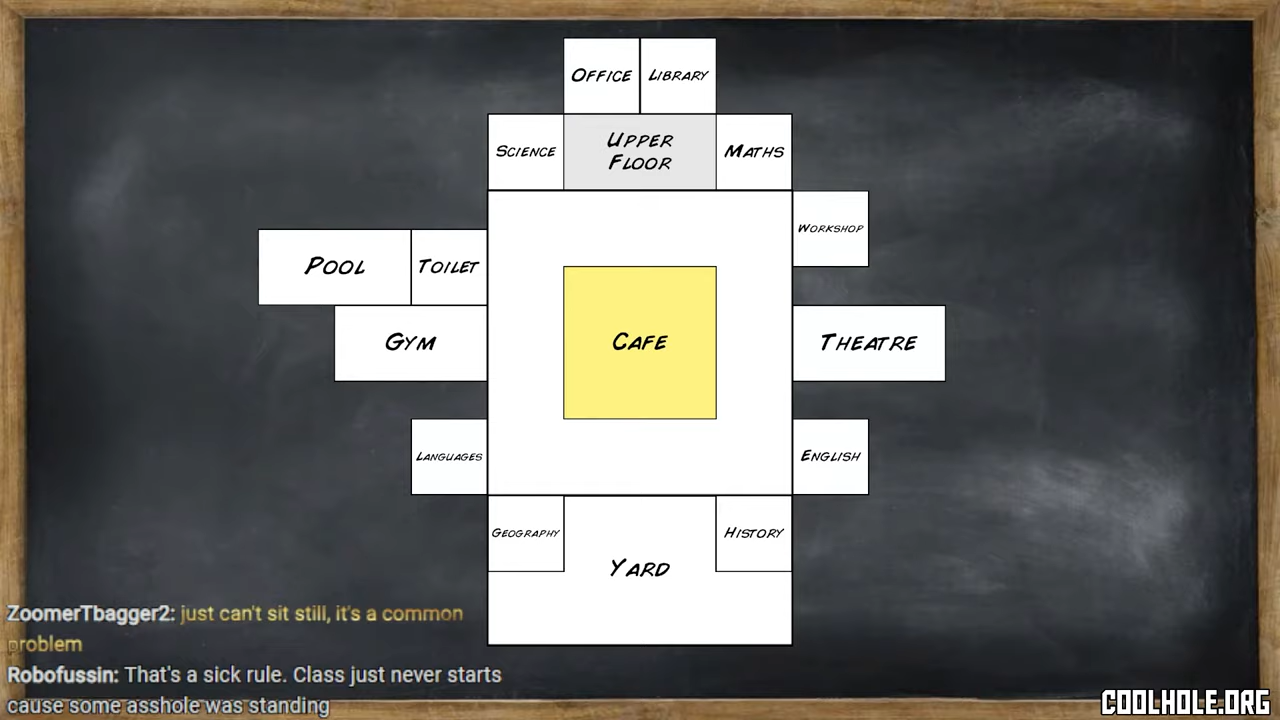 OFFICE LIBRARY
SCIENCE UPPER FLOOR MATHS
WORKSHOP
POOL TOILET
GYM CAFE THEATRE
LANGUAGES ENGLISH
GEOGRAPHY HISTORY
YARD
ZoomerTbagger2: just can't sit still, it's a common
problem
Robofussin: That's a sick rule. Class just never starts
cause some asshole was standing
COOLHOLE.ORG